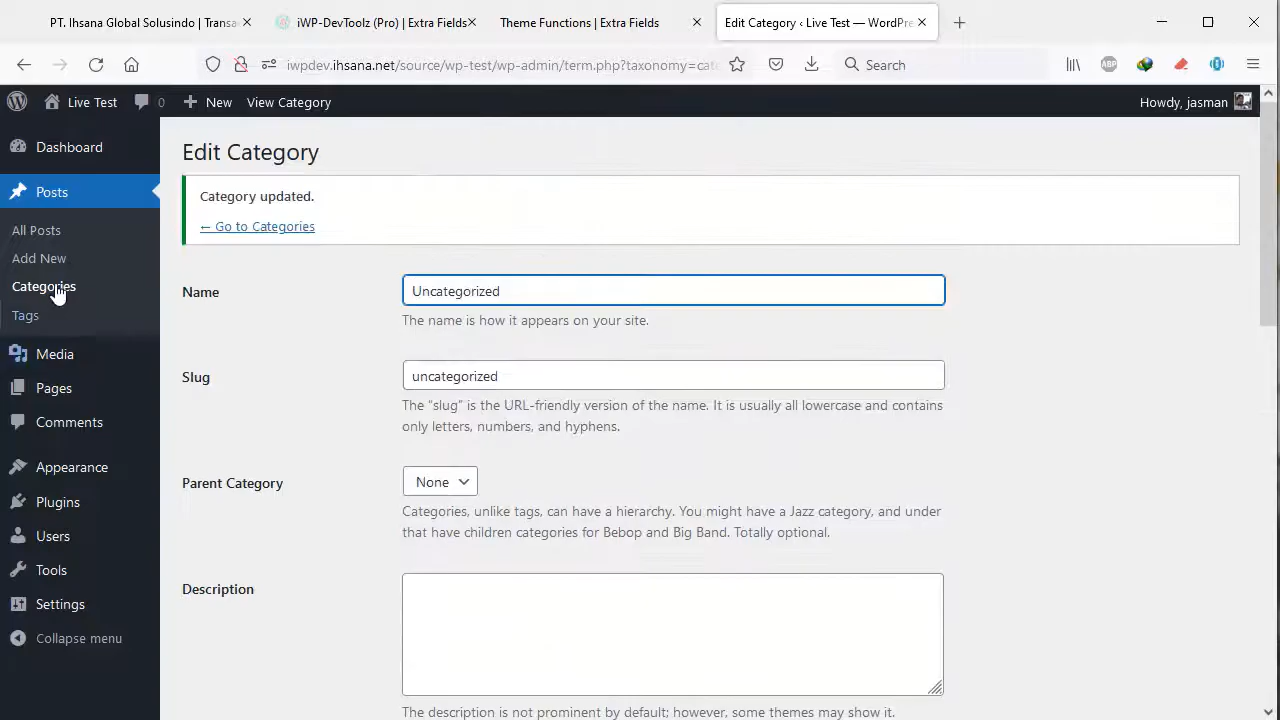 PT. Ihsana Global Solusindo | Transa
iWP-DevToolz (Pro) | Extra Fields
Theme Functions | Extra Fields
Edit Category ‹ Live Test — WordPre
iwpdev.ihsana.net/source/wp-test/wp-admin/term.php?taxonomy=cate
Search
ABP
Live Test
0
New
View Category
Howdy, jasman
Dashboard
Posts
All Posts
Add New
Categories
Tags
Media
Pages
Comments
Appearance
Plugins
Users
Tools
Settings
Collapse menu
Edit Category
Category updated.
← Go to Categories
Name
Uncategorized
The name is how it appears on your site.
Slug
uncategorized
The “slug” is the URL-friendly version of the name. It is usually all lowercase and contains
only letters, numbers, and hyphens.
Parent Category
None
Categories, unlike tags, can have a hierarchy. You might have a Jazz category, and under
that have children categories for Bebop and Big Band. Totally optional.
Description
The description is not prominent by default; however, some themes may show it.